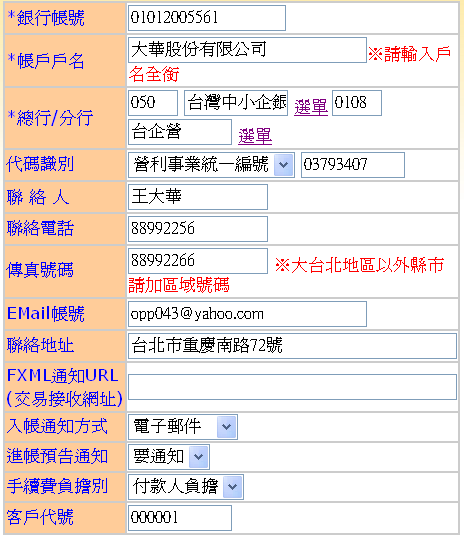 *銀行帳號 01012005561
*帳戶戶名 大華股份有限公司 ※請輸入戶
名全銜
*總行/分行 050 台灣中小企銀 選單 0108
台企營 選單
代碼識別 營利事業統一編號 03793407
聯 絡 人 王大華
聯絡電話 88992256
傳真號碼 88992266 ※大台北地區以外縣市
請加區域號碼
EMail帳號 opp043@yahoo.com
聯絡地址 台北市重慶南路72號
FXML通知URL
(交易接收網址)
入帳通知方式 電子郵件
進帳預告通知 要通知
手續費負擔別 付款人負擔
客戶代號 000001